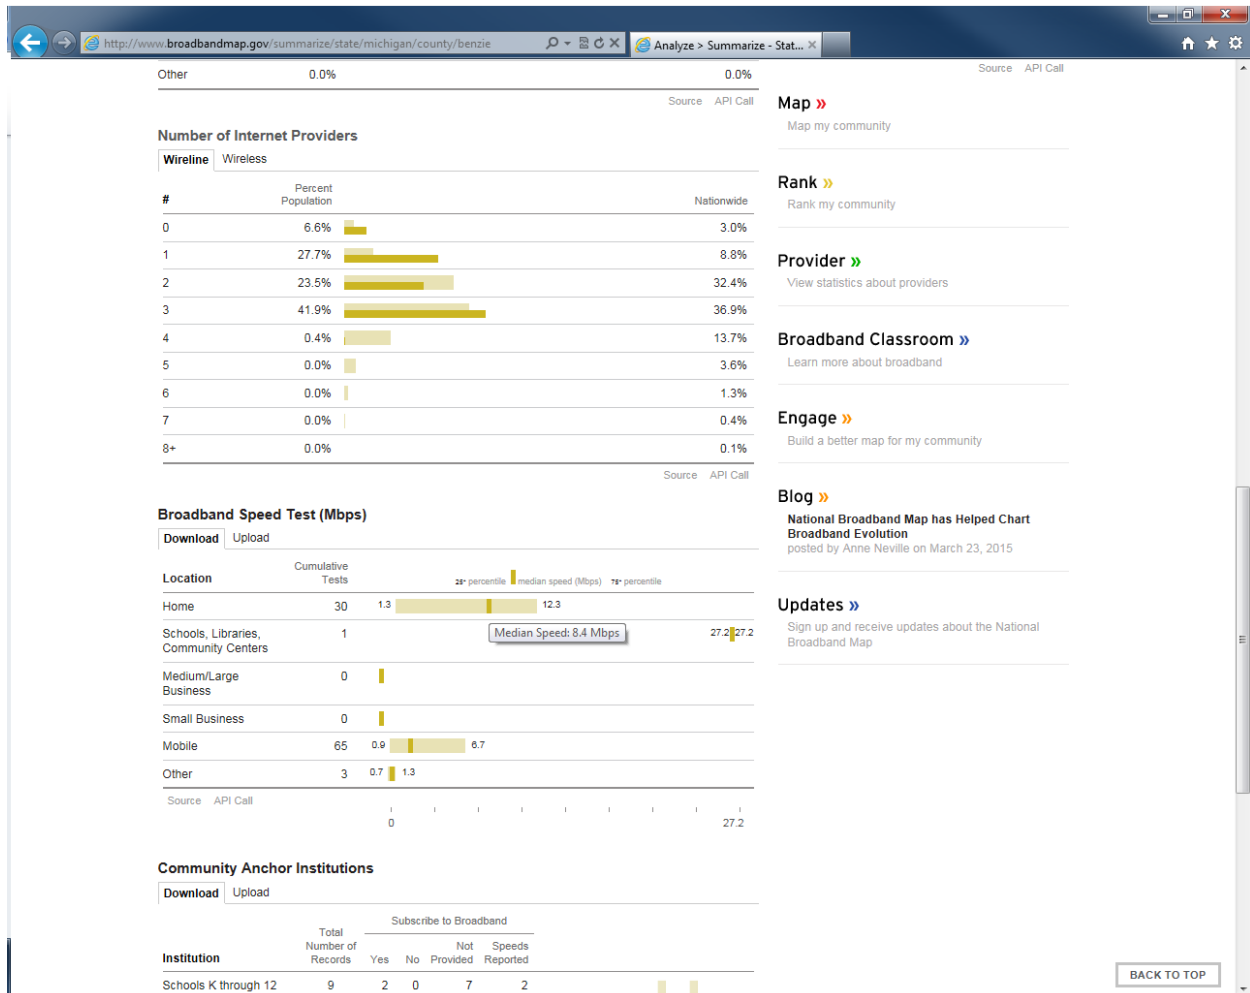 http://www.broadbandmap.gov/summarize/state/michigan/county/benzie
Analyze > Summarize - Stat...
Other 0.0% 0.0%
Source API Call
Number of Internet Providers
Wireline Wireless
# Percent Population Nationwide
0 6.6% 3.0%
1 27.7% 8.8%
2 23.5% 32.4%
3 41.9% 36.9%
4 0.4% 13.7%
5 0.0% 3.6%
6 0.0% 1.3%
7 0.0% 0.4%
8+ 0.0% 0.1%
Source API Call
Broadband Speed Test (Mbps)
Download Upload
Location Cumulative Tests 25th percentile median speed (Mbps) 75th percentile
Home 30 1.3 12.3
Median Speed: 8.4 Mbps
Schools, Libraries, 1 27.2 27.2
Community Centers
Medium/Large 0
Business
Small Business 0
Mobile 65 0.9 6.7
Other 3 0.7 1.3
Source API Call
0 27.2
Community Anchor Institutions
Download Upload
Subscribe to Broadband
Institution Total Number of Records Yes No Not Provided Speeds Reported
Schools K through 12 9 2 0 7 2
Source API Call
Map »
Map my community
Rank »
Rank my community
Provider »
View statistics about providers
Broadband Classroom »
Learn more about broadband
Engage »
Build a better map for my community
Blog »
National Broadband Map has Helped Chart
Broadband Evolution
posted by Anne Neville on March 23, 2015
Updates »
Sign up and receive updates about the National
Broadband Map
BACK TO TOP